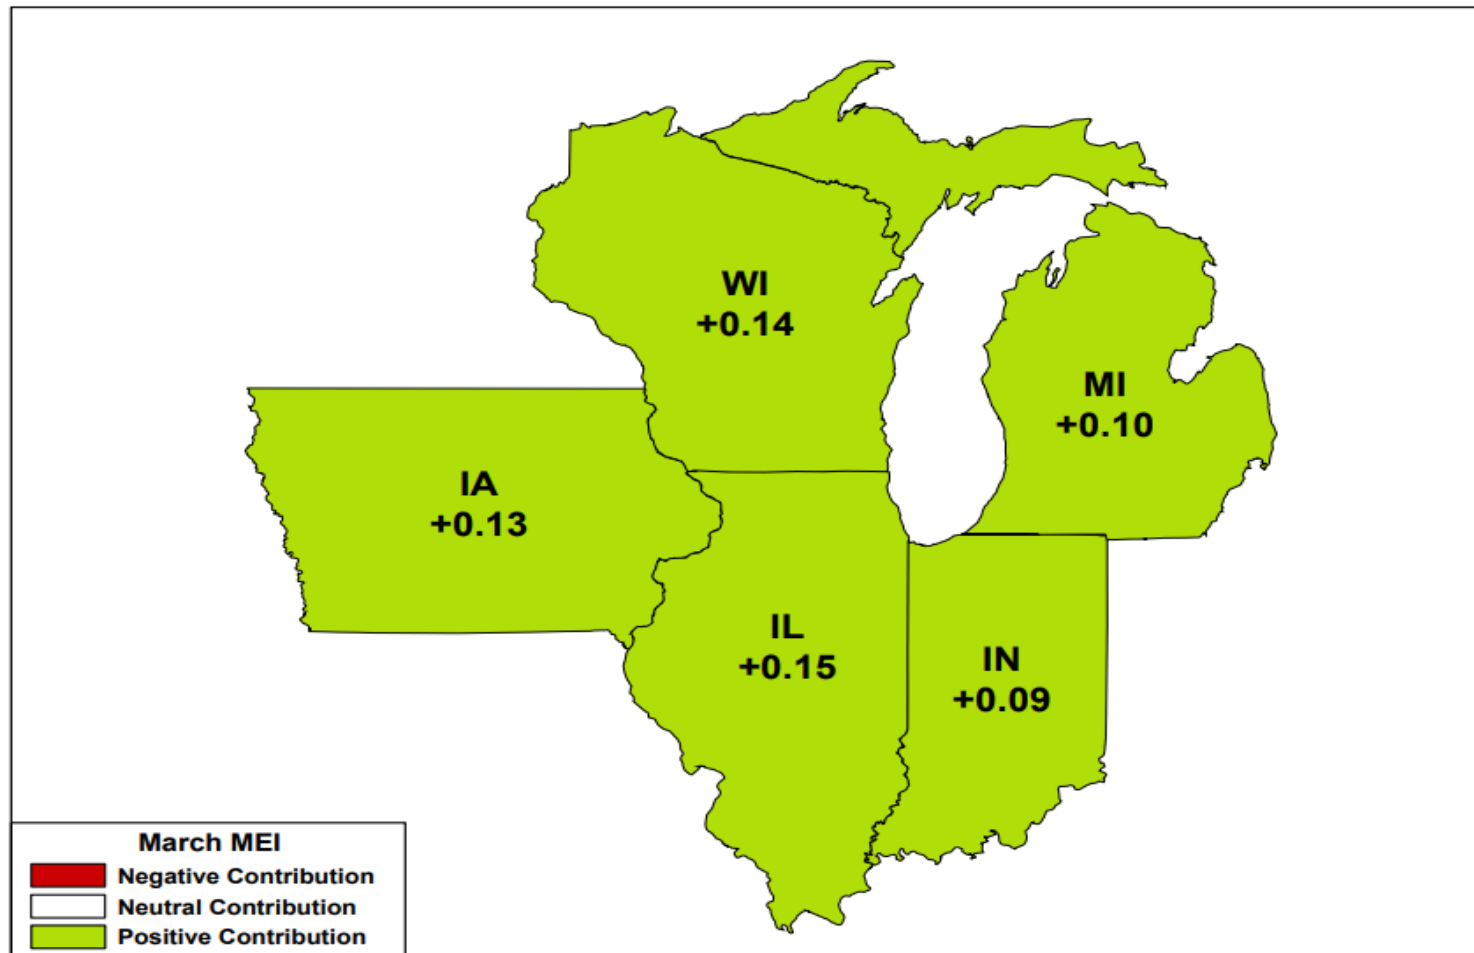 WI
+0.14
MI
+0.10
IA
+0.13
IL
+0.15
IN
+0.09
March MEI
Negative Contribution
Neutral Contribution
Positive Contribution